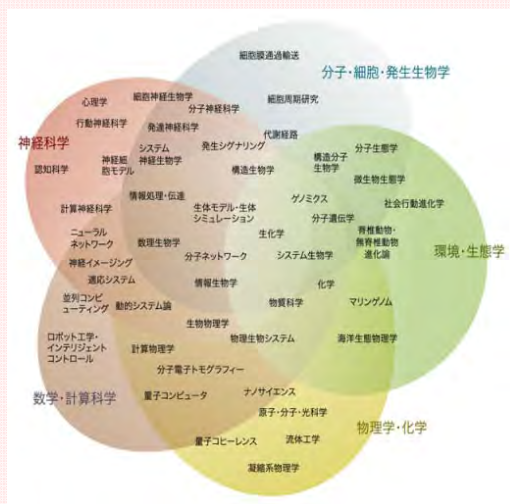 細胞膜通過輸送
分子・細胞・発生生物学
心理学
細胞神経生物学
細胞周期研究
分子神経科学
行動神経科学
発達神経科学
代謝経路
神経科学
システム
神経生物学
発生シグナリング
分子生態学
構造分子
生物学
認知科学
神経細
胞モデル
構造生物学
微生物生態学
情報処理・伝達
ゲノミクス
社会行動進化学
計算神経科学
生体モデル・生体
シミュレーション
分子遺伝学
ニューラル
ネットワーク
数理生物学
生化学
脊椎動物・
無脊椎動物
進化論
環境・生態学
神経イメージング
分子ネットワーク
システム生物学
適応システム
情報生物学
化学
並列コンピ
ューティング
動的システム論
物質科学
マリンゲノム
生物物理学
ロボット工学・
インテリジェント
コントロール
計算物理学
物理生物システム
海洋生態物理学
分子電子トモグラフィー
数学・計算科学
量子コンピュータ
ナノサイエンス
原子・分子・光科学
物理学・化学
量子コヒーレンス
流体工学
凝縮系物理学